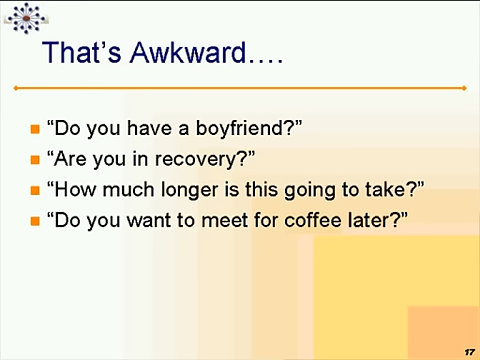 That’s Awkward….
“Do you have a boyfriend?”
“Are you in recovery?”
“How much longer is this going to take?”
“Do you want to meet for coffee later?”
17